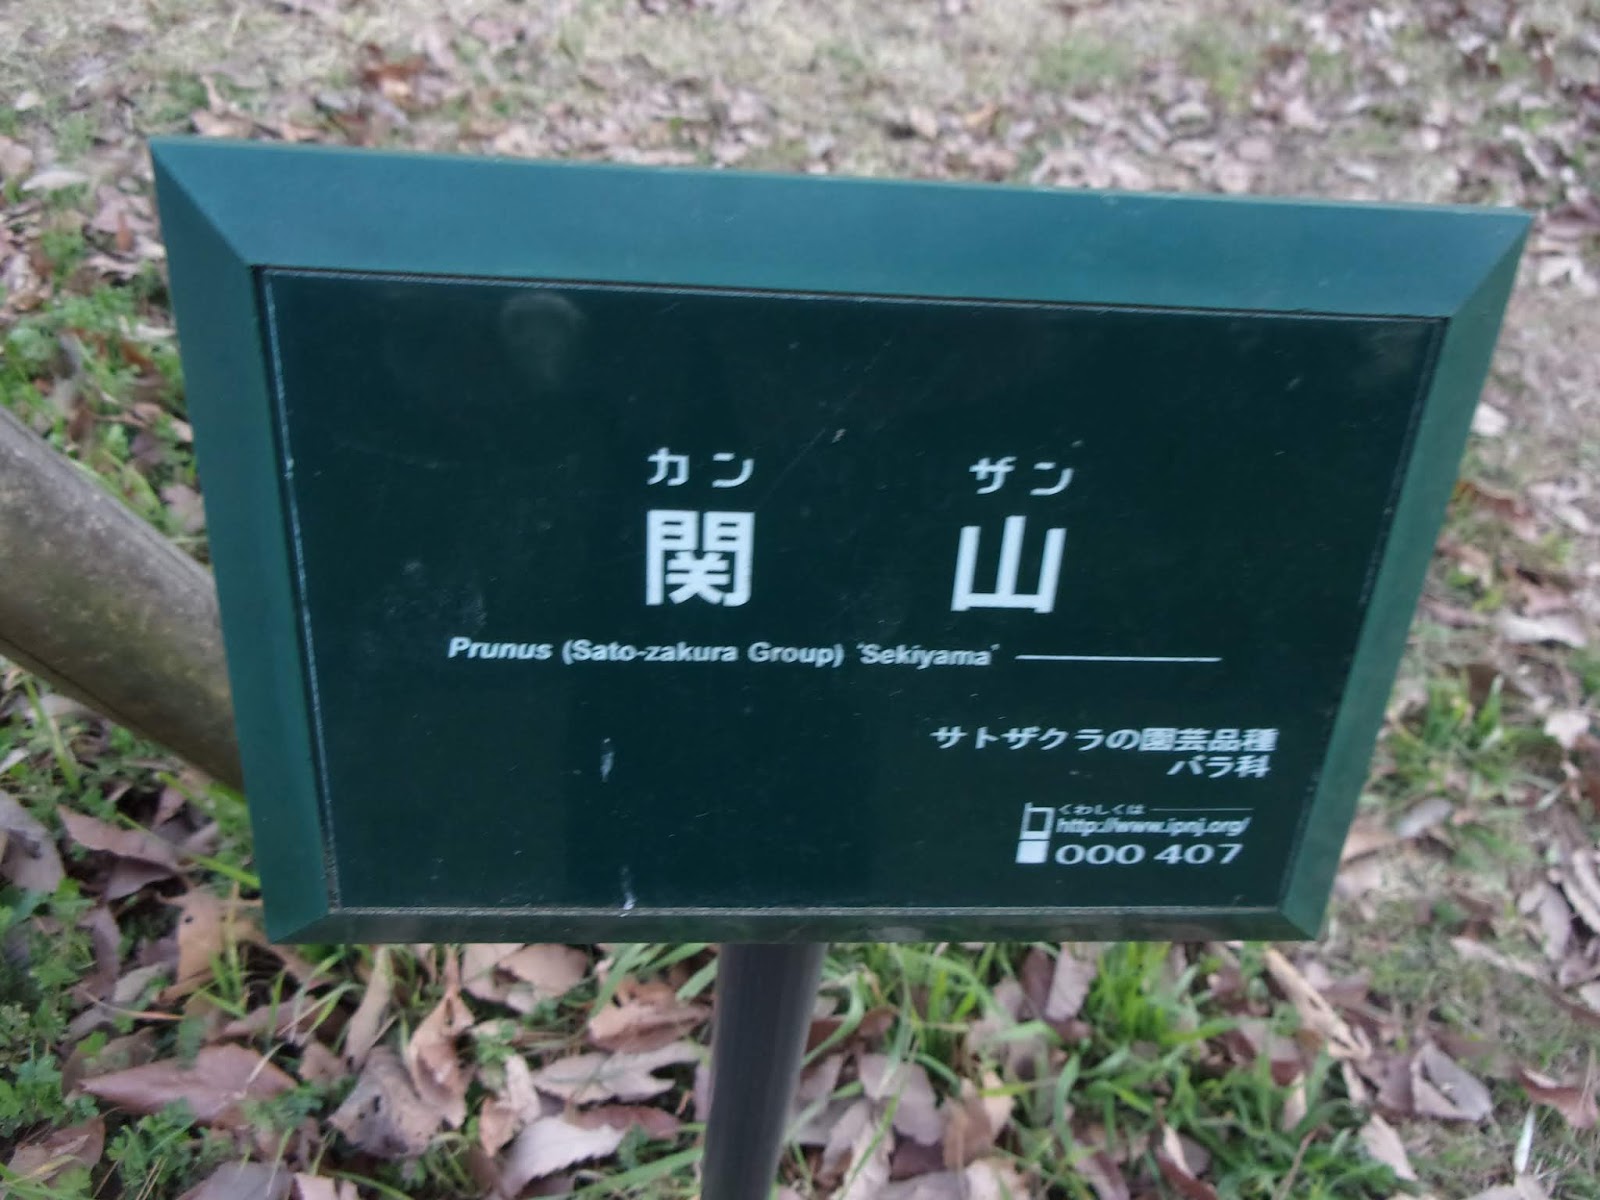 カン ザン
関 山
Prunus (Sato-zakura Group) 'Sekiyama'
サトザクラの園芸品種
バラ科
くわしくは
http://www.ipnj.org/
000 407